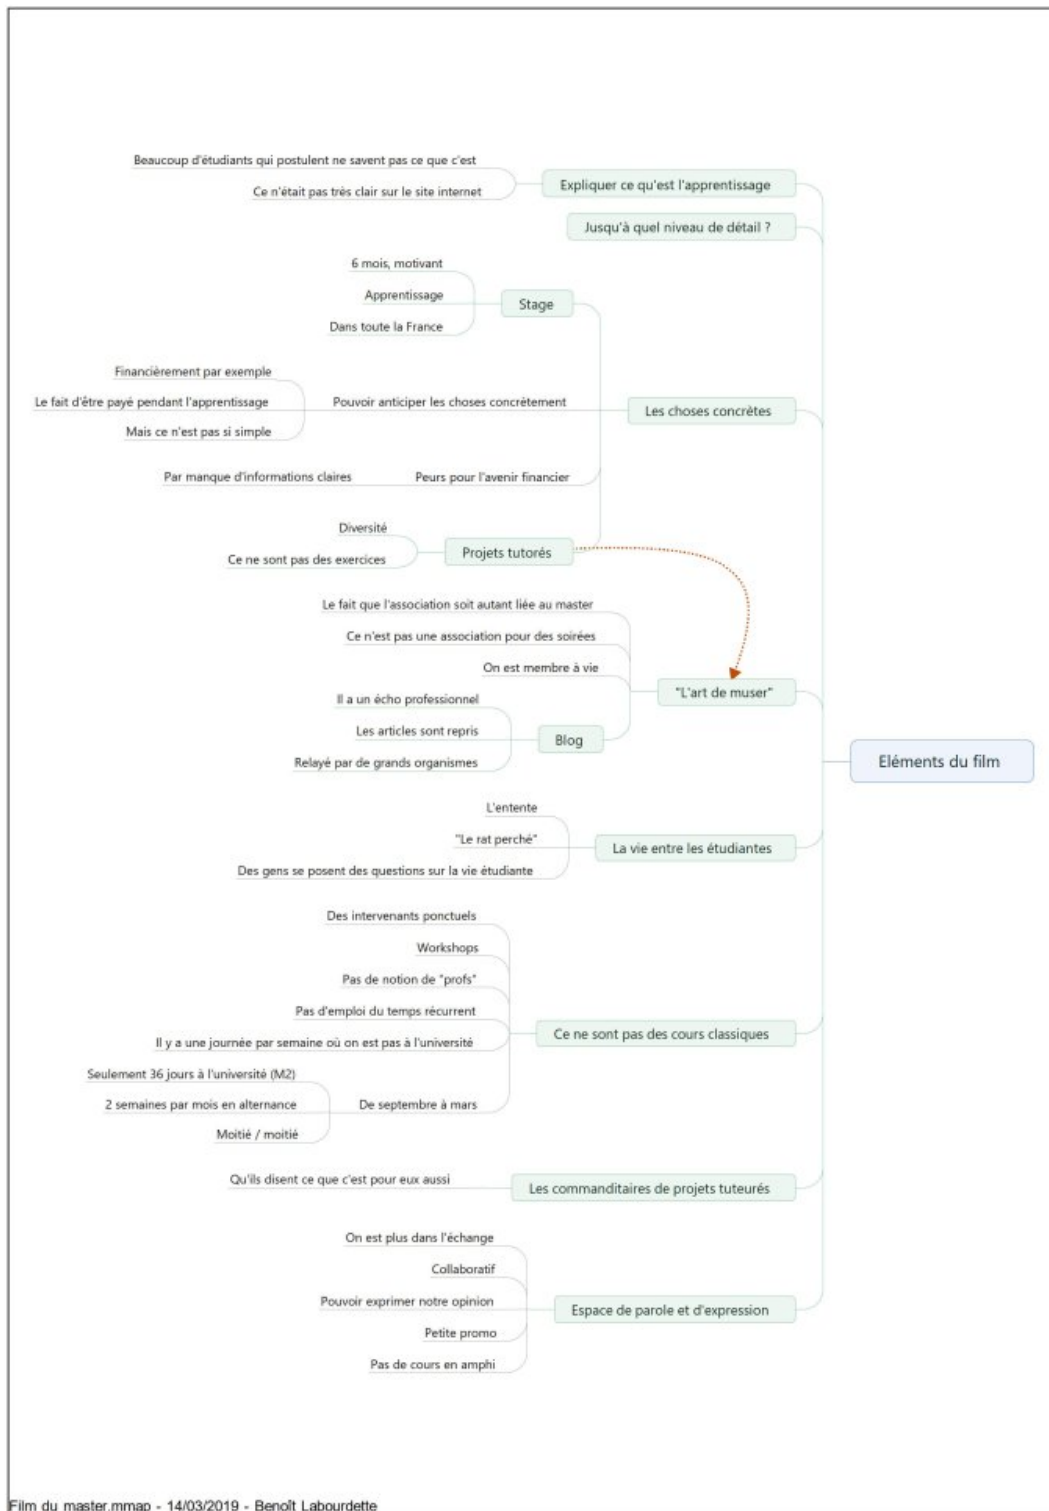 Beaucoup d'étudiants qui postulent ne savent pas ce que c'est
Ce n'était pas très clair sur le site internet
Expliquer ce qu'est l'apprentissage
Jusqu'à quel niveau de détail ?
6 mois, motivant
Apprentissage
Dans toute la France
Stage
Financièrement par exemple
Le fait d'être payé pendant l'apprentissage
Mais ce n'est pas si simple
Pouvoir anticiper les choses concrètement
Les choses concrètes
Par manque d'informations claires
Peurs pour l'avenir financier
Diversité
Ce ne sont pas des exercices
Projets tutorés
Le fait que l'association soit autant liée au master
Ce n'est pas une association pour des soirées
On est membre à vie
"L'art de muser"
Il a un écho professionnel
Les articles sont repris
Relayé par de grands organismes
Blog
Eléments du film
L'entente
"Le rat perché"
Des gens se posent des questions sur la vie étudiante
La vie entre les étudiantes
Des intervenants ponctuels
Workshops
Pas de notion de "profs"
Pas d'emploi du temps récurrent
Il y a une journée par semaine où on est pas à l'université
Ce ne sont pas des cours classiques
Seulement 36 jours à l'université (M2)
2 semaines par mois en alternance
Moitié / moitié
De septembre à mars
Qu'ils disent ce que c'est pour eux aussi
Les commanditaires de projets tuteurés
On est plus dans l'échange
Collaboratif
Pouvoir exprimer notre opinion
Petite promo
Pas de cours en amphi
Espace de parole et d'expression
Film du master.mmap - 14/03/2019 - Benoît Labourdette